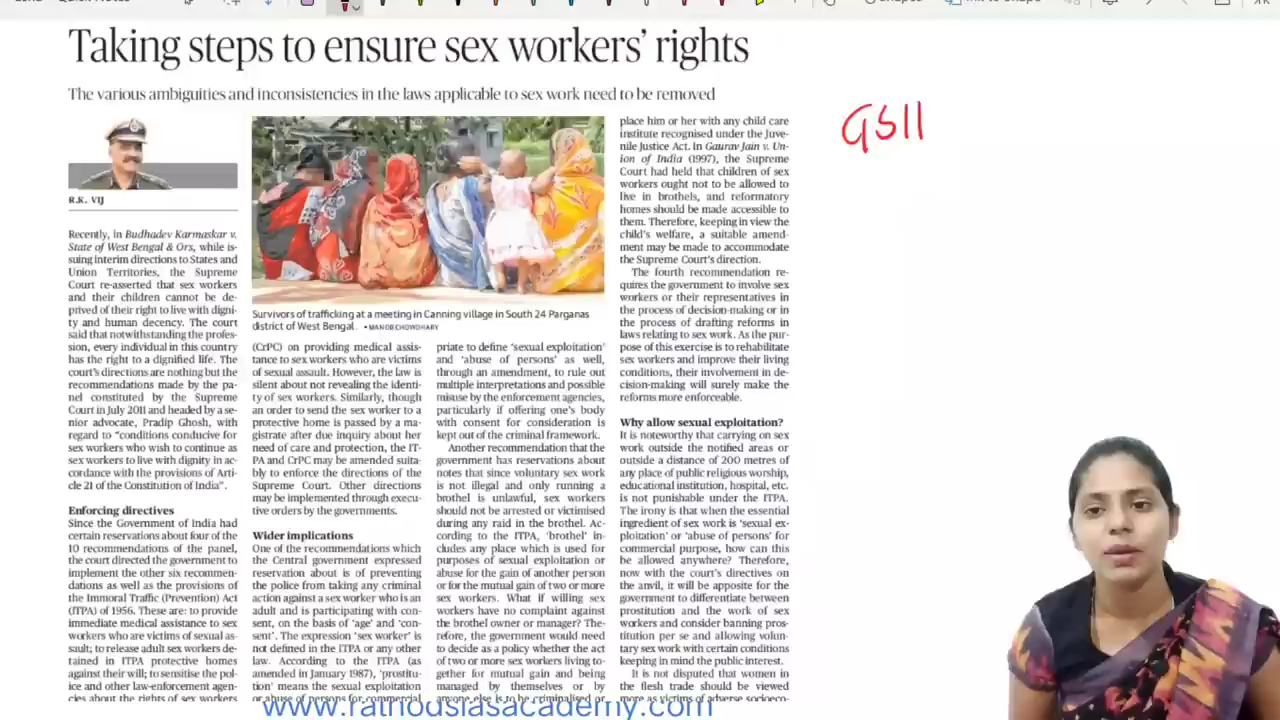 Taking steps to ensure sex workers' rights
The various ambiguities and inconsistencies in the laws applicable to sex work need to be removed
R.K. VIJ
Recently, in Budhadev Karmaskar v.
State of West Bengal & Ors, while is-
suing interim directions to States and
Union Territories, the Supreme
Court re-asserted that sex workers
and their children cannot be de-
prived of their right to live with digni-
ty and human decency. The court
said that notwithstanding the profes-
sion, every individual in this country
has the right to a dignified life. The
court's directions are nothing but the
recommendations made by the pa-
nel constituted by the Supreme
Court in July 2011 and headed by a se-
nior advocate, Pradip Ghosh, with
regard to "conditions conducive for
sex workers who wish to continue as
sex workers to live with dignity in ac-
cordance with the provisions of Arti-
cle 21 of the Constitution of India".
Enforcing directives
Since the Government of India had
certain reservations about four of the
10 recommendations of the panel,
the court directed the government to
implement the other six recommen-
dations as well as the provisions of
the Immoral Traffic (Prevention) Act
(ITPA) of 1956. These are: to provide
immediate medical assistance to sex
workers who are victims of sexual as-
sault; to release adult sex workers de-
tained in ITPA protective homes
against their will; to sensitise the pol-
ice and other law-enforcement agen-
cies about the rights of sex workers
Survivors of trafficking at a meeting in Canning village in South 24 Parganas
district of West Bengal. • MANOB CHOWDHARY
(CrPC) on providing medical assis-
tance to sex workers who are victims
of sexual assault. However, the law is
silent about not revealing the identi-
ty of sex workers. Similarly, though
an order to send the sex worker to a
protective home is passed by a ma-
gistrate after due inquiry about her
need of care and protection, the IT-
PA and CrPC may be amended suita-
bly to enforce the directions of the
Supreme Court. Other directions
may be implemented through execu-
tive orders by the governments.
Wider implications
One of the recommendations which
the Central government expressed
reservation about is of preventing
the police from taking any criminal
action against a sex worker who is an
adult and is participating with con-
sent, on the basis of 'age' and 'con-
sent'. The expression 'sex worker' is
not defined in the ITPA or any other
law. According to the ITPA (as
amended in January 1987), 'prostitu-
tion' means the sexual exploitation
or abuse of persons for commercial
priate to define 'sexual exploitation'
and 'abuse of persons' as well,
through an amendment, to rule out
multiple interpretations and possible
misuse by the enforcement agencies,
particularly if offering one's body
with consent for consideration is
kept out of the criminal framework.
Another recommendation that the
government has reservations about
notes that since voluntary sex work
is not illegal and only running a
brothel is unlawful, sex workers
should not be arrested or victimised
during any raid in the brothel. Ac-
cording to the ITPA, 'brothel' in-
cludes any place which is used for
purposes of sexual exploitation or
abuse for the gain of another person
or for the mutual gain of two or more
sex workers. What if willing sex
workers have no complaint against
the brothel owner or manager? The-
refore, the government would need
to decide as a policy whether the act
of two or more sex workers living to-
gether for mutual gain and being
managed by themselves or by
anyone else is to be criminalised or
place him or her with any child care
institute recognised under the Juve-
nile Justice Act. In Gaurav Jain v. Un-
ion of India (1997), the Supreme
Court had held that children of sex
workers ought not to be allowed to
live in brothels, and reformatory
homes should be made accessible to
them. Therefore, keeping in view the
child's welfare, a suitable amend-
ment may be made to accommodate
the Supreme Court's direction.
The fourth recommendation re-
quires the government to involve sex
workers or their representatives in
the process of decision-making or in
the process of drafting reforms in
laws relating to sex work. As the pur-
pose of this exercise is to rehabilitate
sex workers and improve their living
conditions, their involvement in de-
cision-making will surely make the
reforms more enforceable.
Why allow sexual exploitation?
It is noteworthy that carrying on sex
work outside the notified areas or
outside a distance of 200 metres of
any place of public religious worship,
educational institution, hospital, etc.
is not punishable under the ITPA.
The irony is that when the essential
ingredient of sex work is 'sexual ex-
ploitation' or 'abuse of persons' for
commercial purpose, how can this
be allowed anywhere? Therefore,
now with the court's directives on
the anvil, it will be apposite for the
government to differentiate between
prostitution and the work of sex
workers and consider banning pros-
titution per se and allowing volun-
tary sex work with certain conditions
keeping in mind the public interest.
It is not disputed that women in
the flesh trade should be viewed
more as victims of adverse socioeco-
GS11
www.rathousiasacademy.com